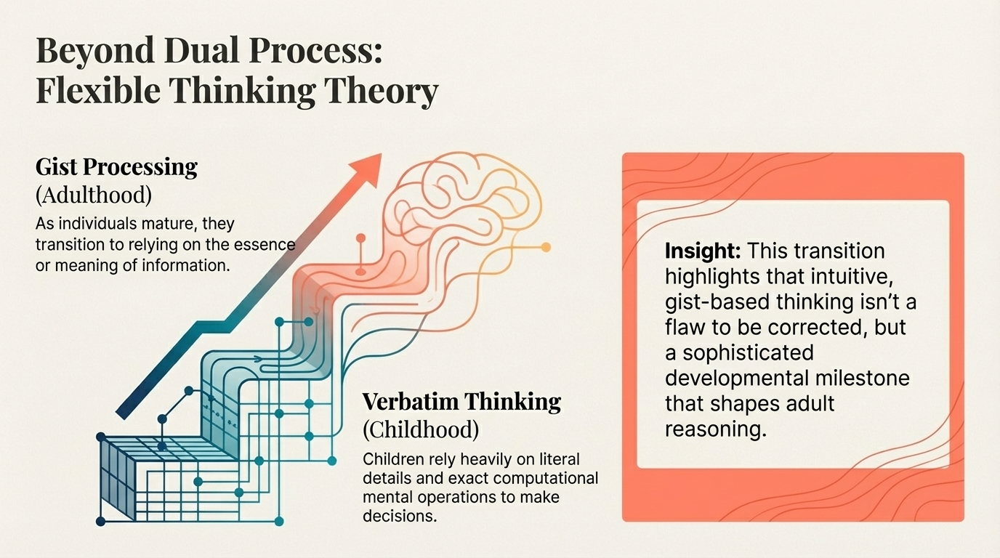 Beyond Dual Process:
Flexible Thinking Theory
Gist Processing
(Adulthood)
As individuals mature, they
transition to relying on the essence
or meaning of information.
Verbatim Thinking
(Childhood)
Children rely heavily on literal
details and exact computational
mental operations to make
decisions.
Insight: This transition
highlights that intuitive,
gist-based thinking isn’t a
flaw to be corrected, but
a sophisticated
developmental milestone
that shapes adult
reasoning.